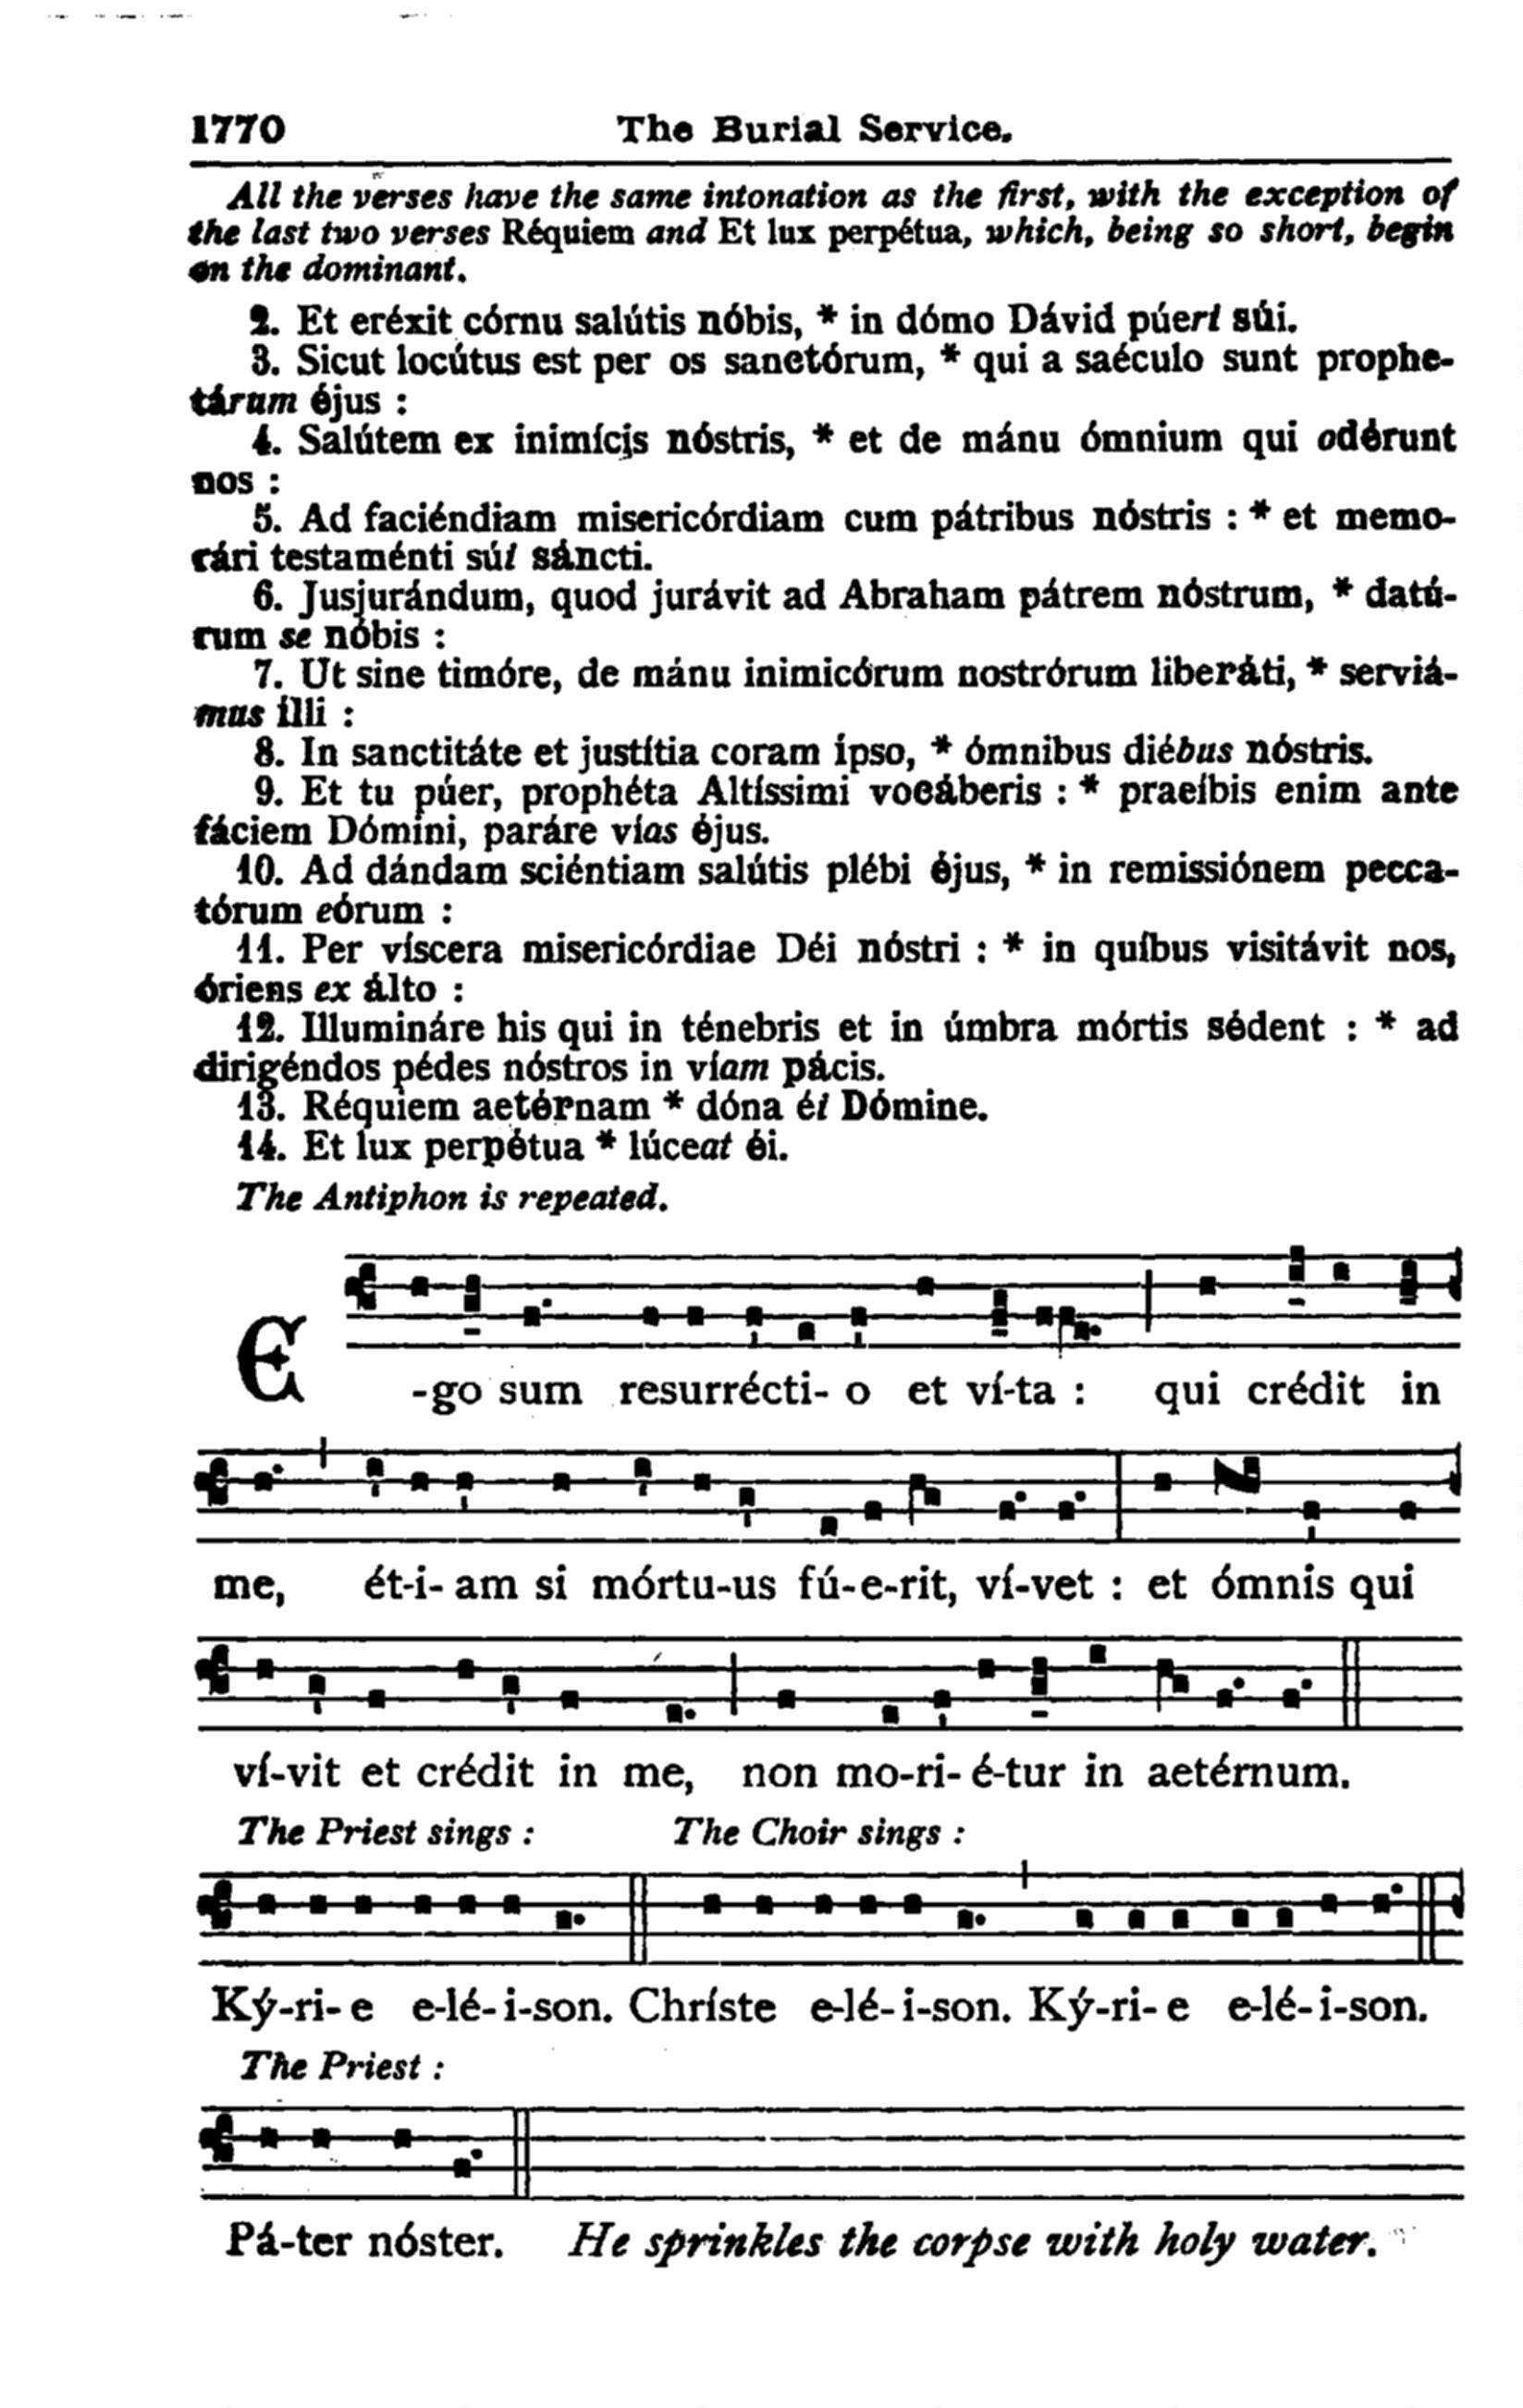 1770 The Burial Service.
All the verses have the same intonation as the first, with the exception of
the last two verses Réquiem and Et lux perpétua, which, being so short, begin
on the dominant.
2. Et eréxit córnu salútis nóbis, * in dómo Dávid púeri súi.
3. Sicut locútus est per os sanctórum, * qui a saéculo sunt prophe-
tárum éjus :
4. Salútem ex inimícis nóstris, * et de mánu ómnium qui odérunt
nos :
5. Ad faciéndiam misericórdiam cum pátribus nóstris : * et memo-
rári testaménti súi sáncti.
6. Jusjurándum, quod jurávit ad Abraham pátrem nóstrum, * datú-
rum se nóbis :
7. Ut sine timóre, de mánu inimicórum nostrórum liberáti, * serviá-
mus illi :
8. In sanctitáte et justítia coram ípso, * ómnibus diébus nóstris.
9. Et tu púer, prophéta Altíssimi vocáberis : * praeíbis enim ante
fáciem Dómini, paráre vías éjus.
10. Ad dándam sciéntiam salútis plébi éjus, * in remissiónem pecca-
tórum eórum :
11. Per víscera misericórdiae Déi nóstri : * in quíbus visitávit nos,
óriens ex álto :
12. Illumináre his qui in ténebris et in úmbra mórtis sédent : * ad
dirigéndos pédes nóstros in víam pácis.
13. Réquiem aetérnam * dóna éi Dómine.
14. Et lux perpétua * lúceat éi.
The Antiphon is repeated.
E-go sum resurrécti- o et ví-ta : qui crédit in
me, ét-i- am si mórtu-us fú-e-rit, ví-vet : et ómnis qui
ví-vit et crédit in me, non mo-ri- é-tur in aetérnum.
The Priest sings : The Choir sings :
Ký-ri- e e-lé- i-son. Chríste e-lé- i-son. Ký-ri- e e-lé- i-son.
The Priest :
Pá-ter nóster. He sprinkles the corpse with holy water.